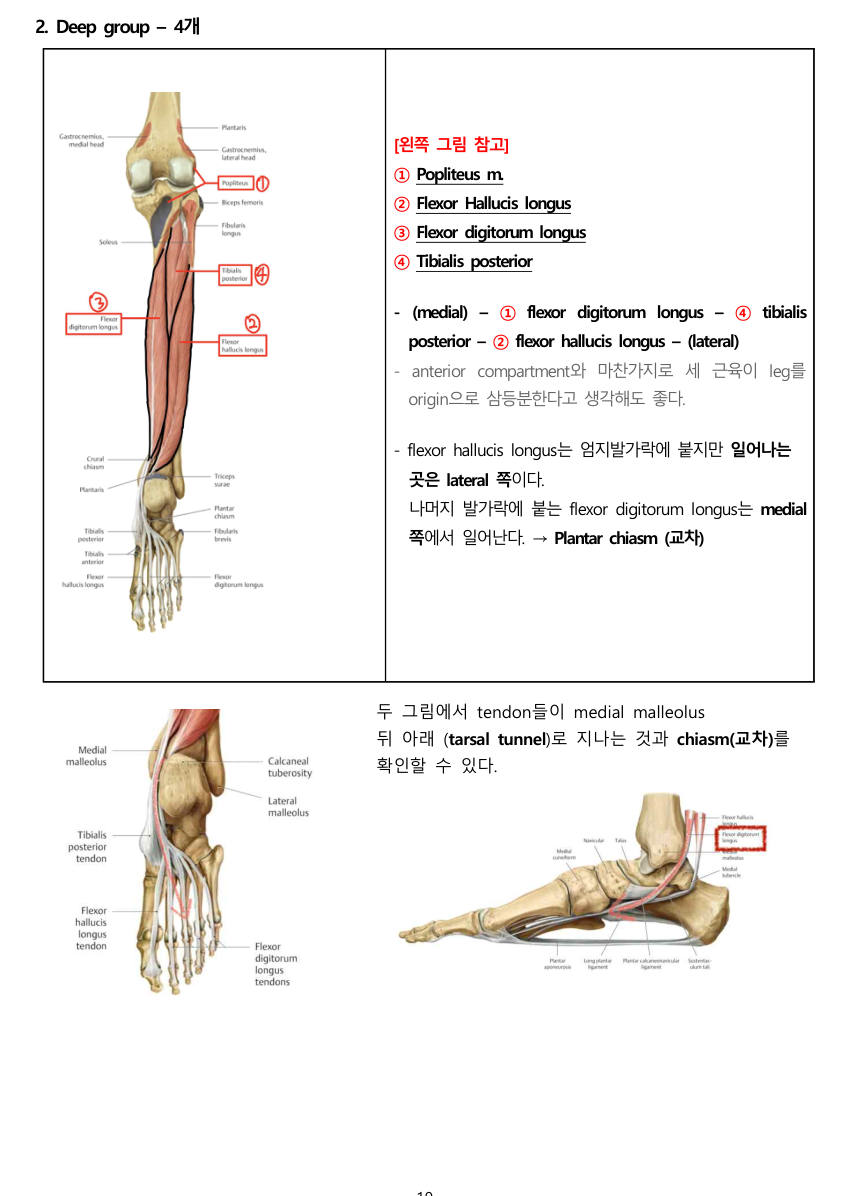 2. Deep group – 4개
Plantaris
Gastrocnemius,
medial head
Gastrocnemius,
lateral head
Popliteus ①
Biceps femoris
Fibularis
longus
Soleus
Tibialis
posterior ④
③
Flexor
digitorum longus
②
Flexor
hallucis longus
Crural
chiasm
Triceps
surae
Plantaris
Plantar
chiasm
Tibialis
posterior
Fibularis
brevis
Tibialis
anterior
Flexor
hallucis longus
Flexor
digitorum longus
[왼쪽 그림 참고]
① Popliteus m.
② Flexor Hallucis longus
③ Flexor digitorum longus
④ Tibialis posterior
- (medial) – ① flexor digitorum longus – ④ tibialis
posterior – ② flexor hallucis longus – (lateral)
- anterior compartment와 마찬가지로 세 근육이 leg를
origin으로 삼등분한다고 생각해도 좋다.
- flexor hallucis longus는 엄지발가락에 붙지만 일어나는
곳은 lateral 쪽이다.
나머지 발가락에 붙는 flexor digitorum longus는 medial
쪽에서 일어난다. → Plantar chiasm (교차)
Medial
malleolus
Calcaneal
tuberosity
Lateral
malleolus
Tibialis
posterior
tendon
Flexor
hallucis
longus
tendon
Flexor
digitorum
longus
tendons
두 그림에서 tendon들이 medial malleolus
뒤 아래 (tarsal tunnel)로 지나는 것과 chiasm(교차)를
확인할 수 있다.
Flexor hallucis
longus
Flexor digitorum
longus
malleolus
Medial
tubercle
Navicular
Talus
Medial
cuneiform
Plantar
aponeurosis
Long plantar
ligament
Plantar calcaneonavicular
ligament
Sustentac-
ulum tali